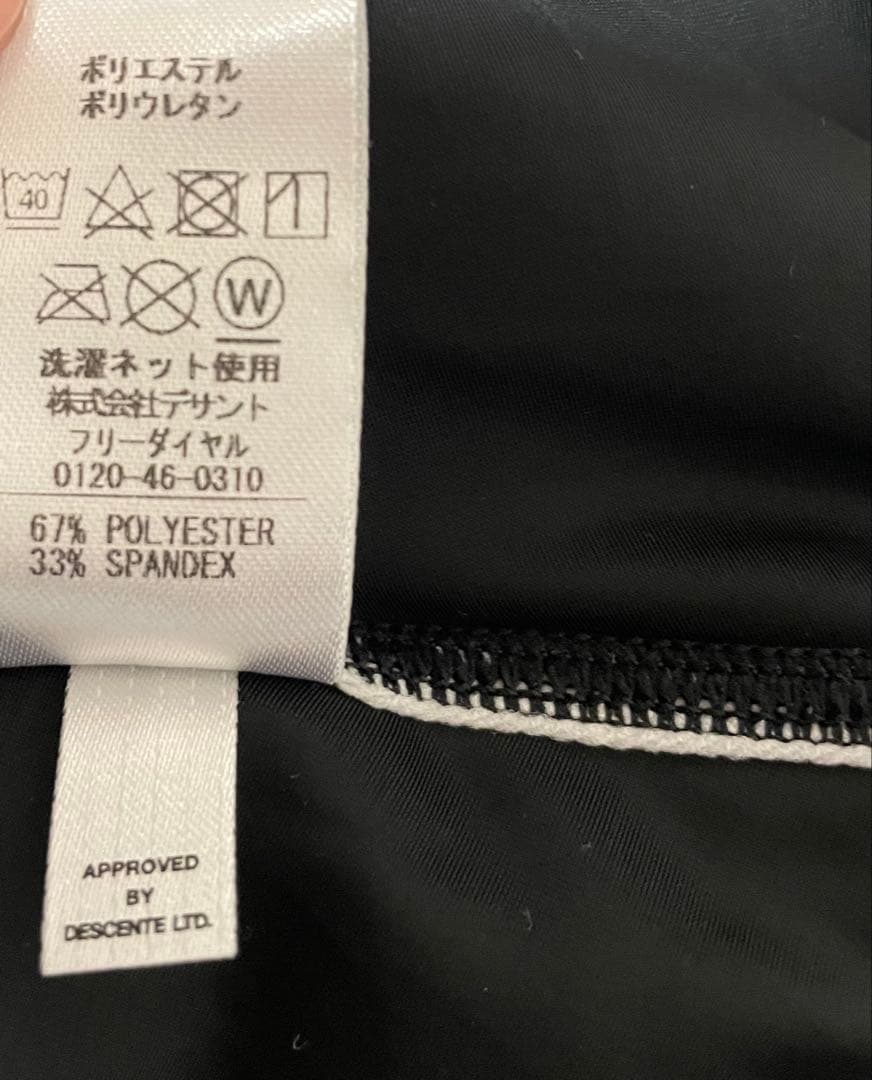 ポリエステル
ポリウレタン
40
W
洗濯ネット使用
株式会社デサント
フリーダイヤル
0120-46-0310
67% POLYESTER
33% SPANDEX
APPROVED
BY
DESCENTE LTD.